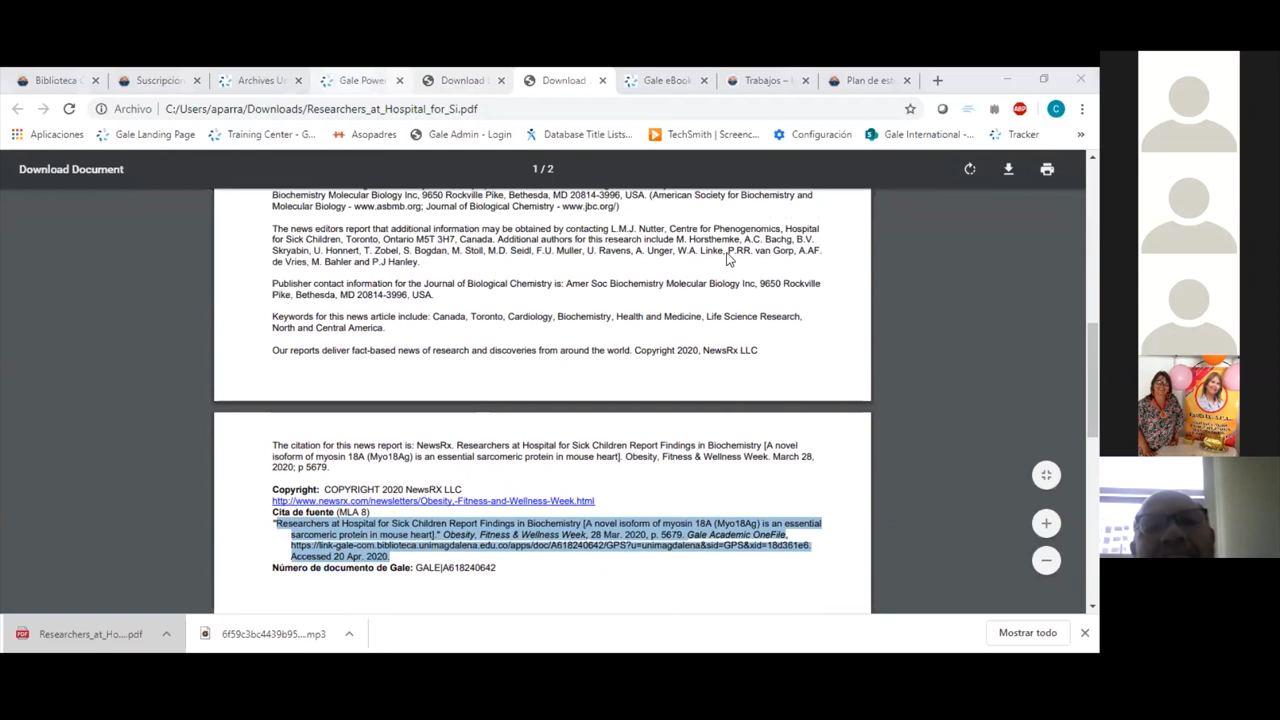 Biblioteca
Suscripcion
Archives Un
Gale Powe
Download
Download
Gale eBook
Trabajos –
Plan de est
Archivo
C:/Users/aparra/Downloads/Researchers_at_Hospital_for_Si.pdf
Aplicaciones
Gale Landing Page
Training Center - G...
Asopadres
Gale Admin - Login
Database Title Lists...
TechSmith | Screenc...
Configuración
Gale International -...
Tracker
»
Download Document
1 / 2
Biochemistry Molecular Biology Inc, 9650 Rockville Pike, Bethesda, MD 20814-3996, USA. (American Society for Biochemistry and
Molecular Biology - www.asbmb.org; Journal of Biological Chemistry - www.jbc.org/)
The news editors report that additional information may be obtained by contacting L.M.J. Nutter, Centre for Phenogenomics, Hospital
for Sick Children, Toronto, Ontario M5T 3H7, Canada. Additional authors for this research include M. Horsthemke, A.C. Bachg, B.V.
Skryabin, U. Honnert, T. Zobel, S. Bogdan, M. Stoll, M.D. Seidl, F.U. Muller, U. Ravens, A. Unger, W.A. Linke, P.RR. van Gorp, A.AF.
de Vries, M. Bahler and P.J Hanley.
Publisher contact information for the Journal of Biological Chemistry is: Amer Soc Biochemistry Molecular Biology Inc, 9650 Rockville
Pike, Bethesda, MD 20814-3996, USA.
Keywords for this news article include: Canada, Toronto, Cardiology, Biochemistry, Health and Medicine, Life Science Research,
North and Central America.
Our reports deliver fact-based news of research and discoveries from around the world. Copyright 2020, NewsRx LLC
The citation for this news report is: NewsRx. Researchers at Hospital for Sick Children Report Findings in Biochemistry [A novel
isoform of myosin 18A (Myo18Ag) is an essential sarcomeric protein in mouse heart]. Obesity, Fitness & Wellness Week. March 28,
2020; p 5679.
Copyright: COPYRIGHT 2020 NewsRX LLC
http://www.newsrx.com/newsletters/Obesity,-Fitness-and-Wellness-Week.html
Cita de fuente (MLA 8)
"Researchers at Hospital for Sick Children Report Findings in Biochemistry [A novel isoform of myosin 18A (Myo18Ag) is an essential
sarcomeric protein in mouse heart]." Obesity, Fitness & Wellness Week, 28 Mar. 2020, p. 5679. Gale Academic OneFile,
https://link-gale-com.biblioteca.unimagdalena.edu.co/apps/doc/A618240642/GPS?u=unimagdalena&sid=GPS&xid=18d361e6.
Accessed 20 Apr. 2020.
Número de documento de Gale: GALE|A618240642
Researchers_at_Ho....pdf
6f59c3bc4439b95....mp3
Mostrar todo